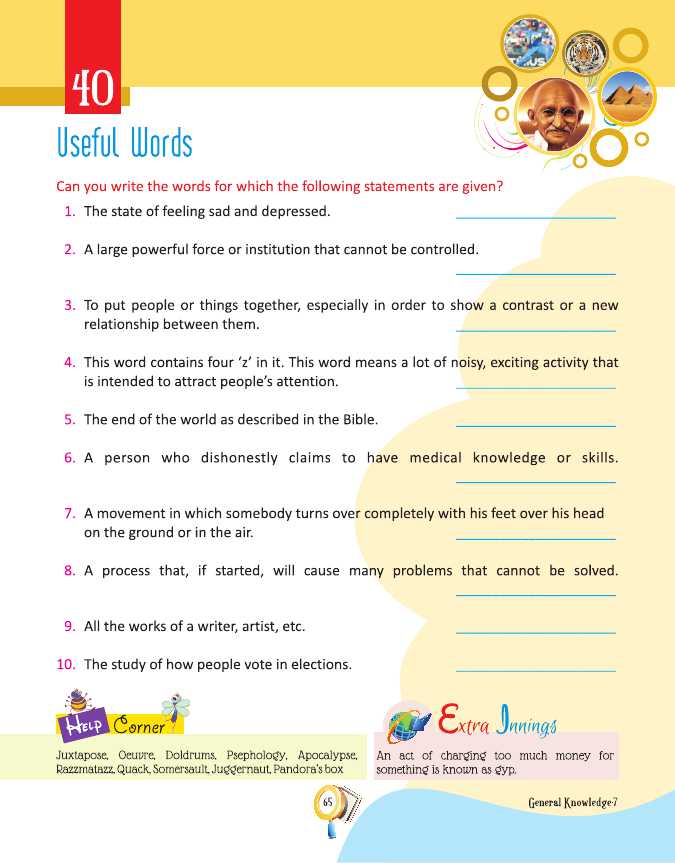 40
Useful Words
Can you write the words for which the following statements are given?
1. The state of feeling sad and depressed.
2. A large powerful force or institution that cannot be controlled.
3. To put people or things together, especially in order to show a contrast or a new
relationship between them.
4. This word contains four ‘z’ in it. This word means a lot of noisy, exciting activity that
is intended to attract people’s attention.
5. The end of the world as described in the Bible.
6. A person who dishonestly claims to have medical knowledge or skills.
7. A movement in which somebody turns over completely with his feet over his head
on the ground or in the air.
8. A process that, if started, will cause many problems that cannot be solved.
9. All the works of a writer, artist, etc.
10. The study of how people vote in elections.
Help Corner
Juxtapose, Oeuvre, Doldrums, Psephology, Apocalypse,
Razzmatazz, Quack, Somersault, Juggernaut, Pandora's box
Extra Innings
An act of charging too much money for
something is known as gyp.
65
General Knowledge-7